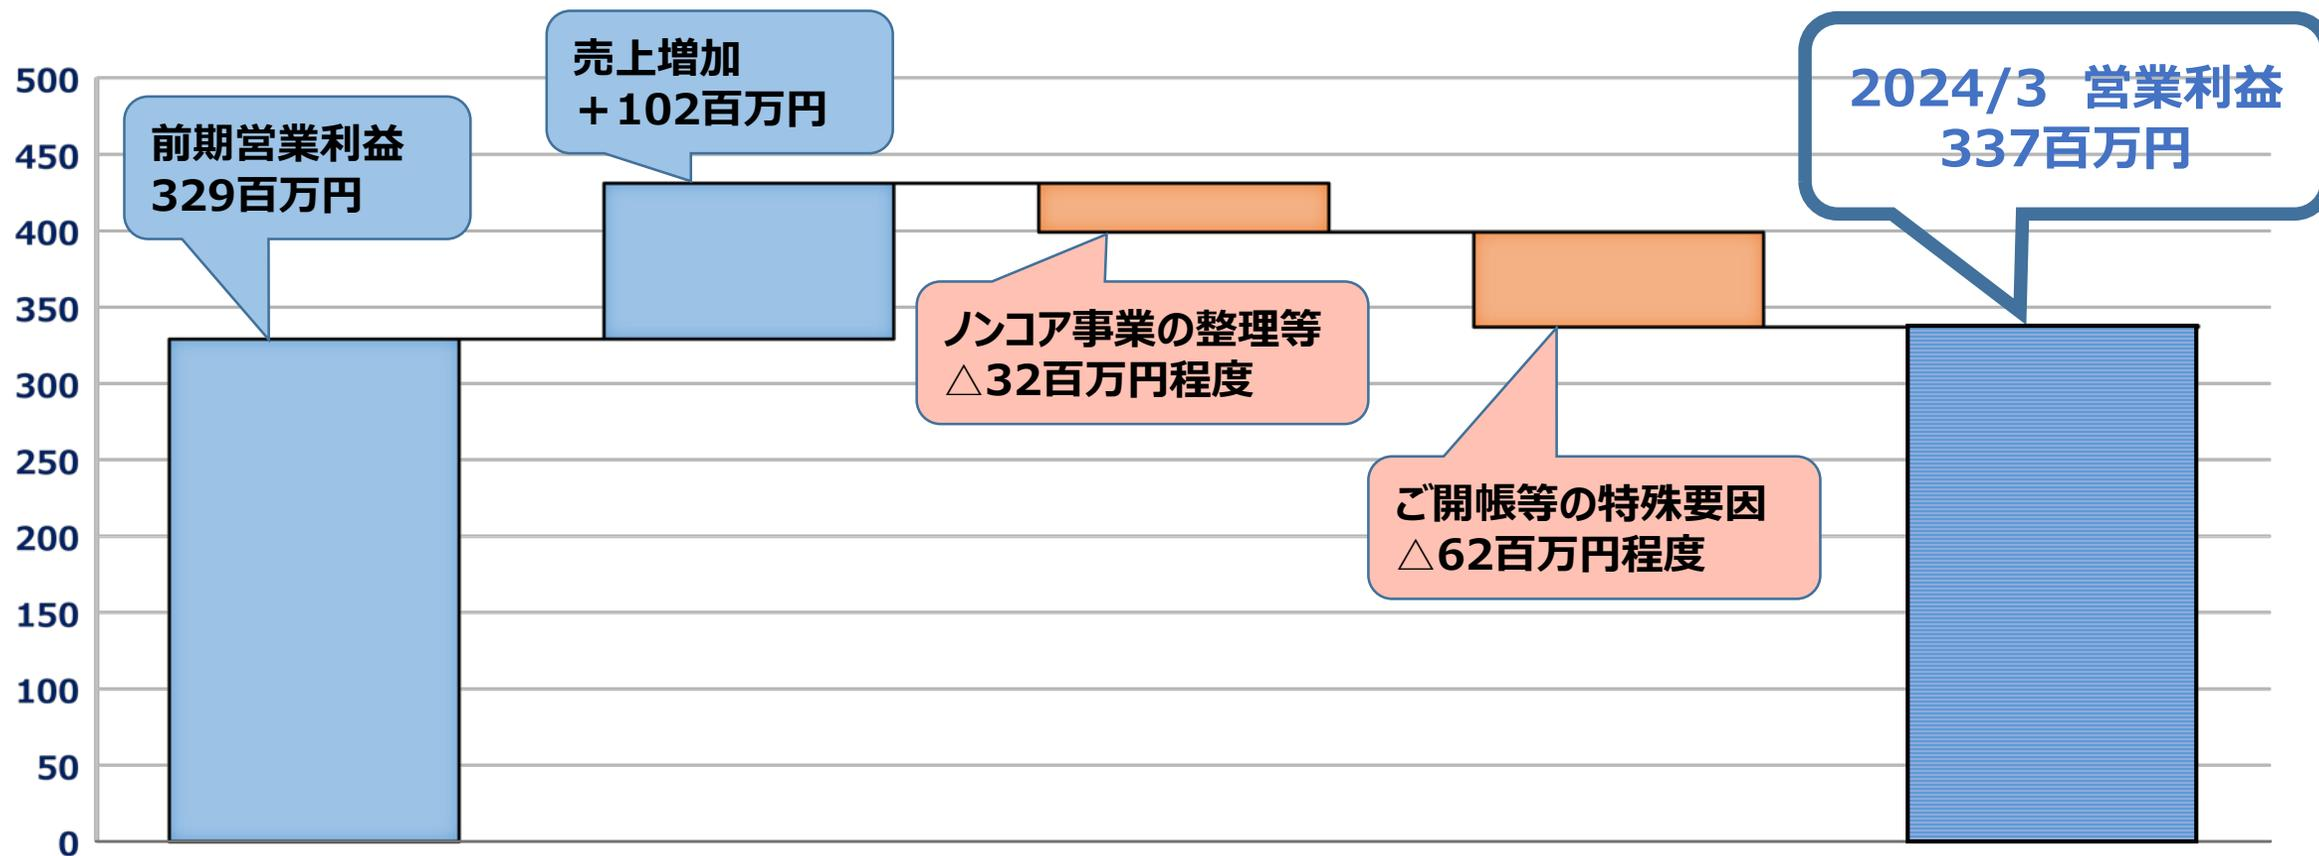 500
450
400
350
300
250
200
150
100
50
0
前期営業利益
329百万円
売上増加
+102百万円
ノンコア事業の整理等
△32百万円程度
ご開帳等の特殊要因
△62百万円程度
2024/3 営業利益
337百万円